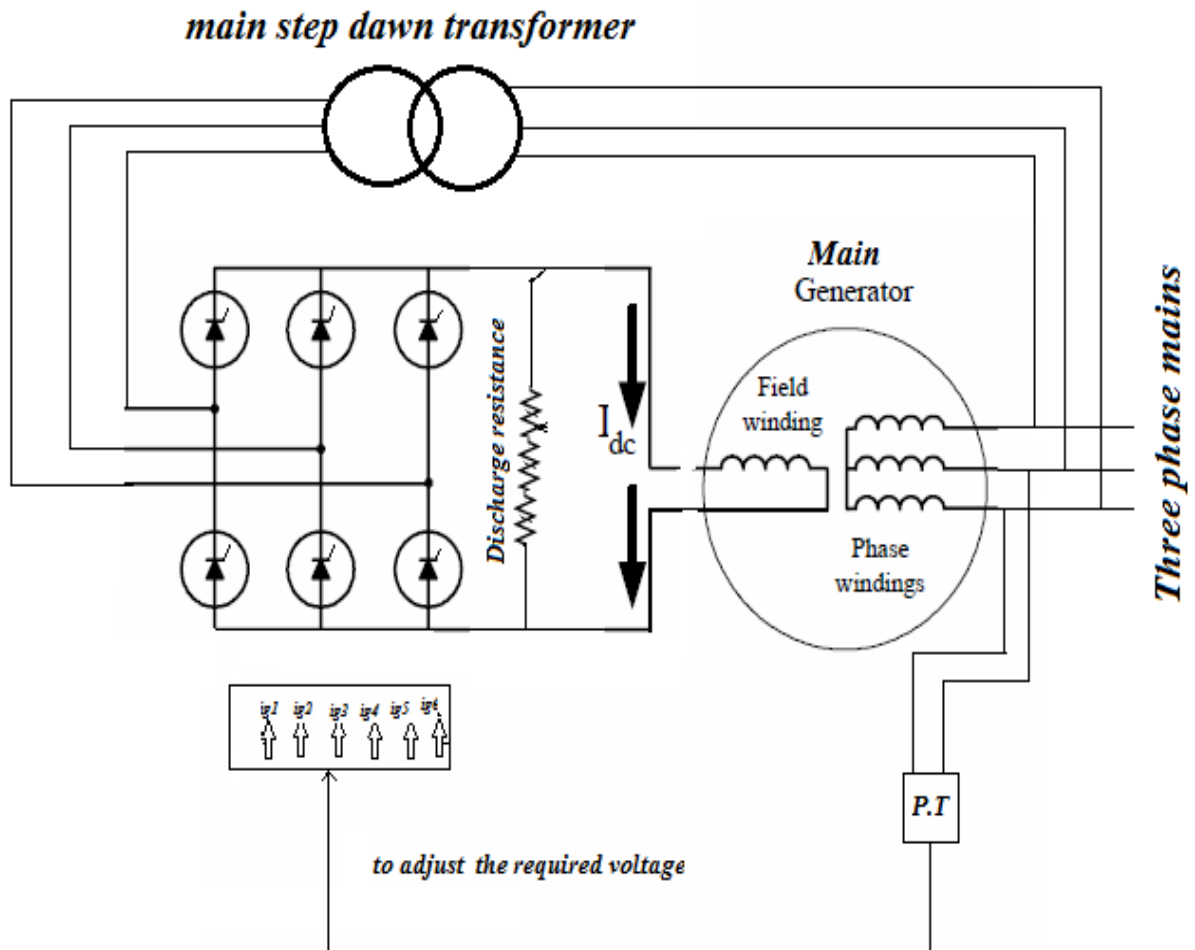 main step dawn transformer
Main
Generator
Three phase mains
Discharge resistance
I dc
Field
winding
Phase
windings
ig1 ig2 ig3 ig4 ig5 ig6
P.T
to adjust the required voltage